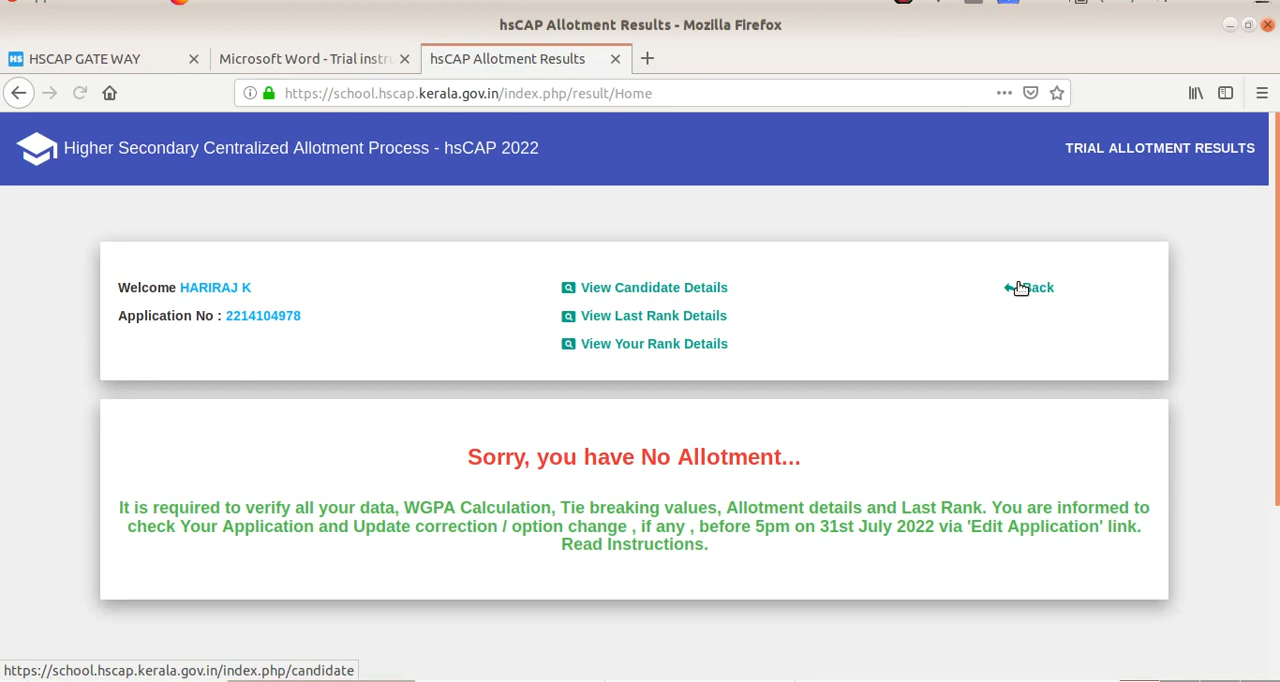 hsCAP Allotment Results - Mozilla Firefox
HS HSCAP GATE WAY
Microsoft Word - Trial instr
hsCAP Allotment Results
https://school.hscap.kerala.gov.in/index.php/result/Home
Higher Secondary Centralized Allotment Process - hsCAP 2022
TRIAL ALLOTMENT RESULTS
Welcome HARIRAJ K
View Candidate Details
Back
Application No : 2214104978
View Last Rank Details
View Your Rank Details
Sorry, you have No Allotment...
It is required to verify all your data, WGPA Calculation, Tie breaking values, Allotment details and Last Rank. You are informed to
check Your Application and Update correction / option change , if any , before 5pm on 31st July 2022 via 'Edit Application' link.
Read Instructions.
https://school.hscap.kerala.gov.in/index.php/candidate